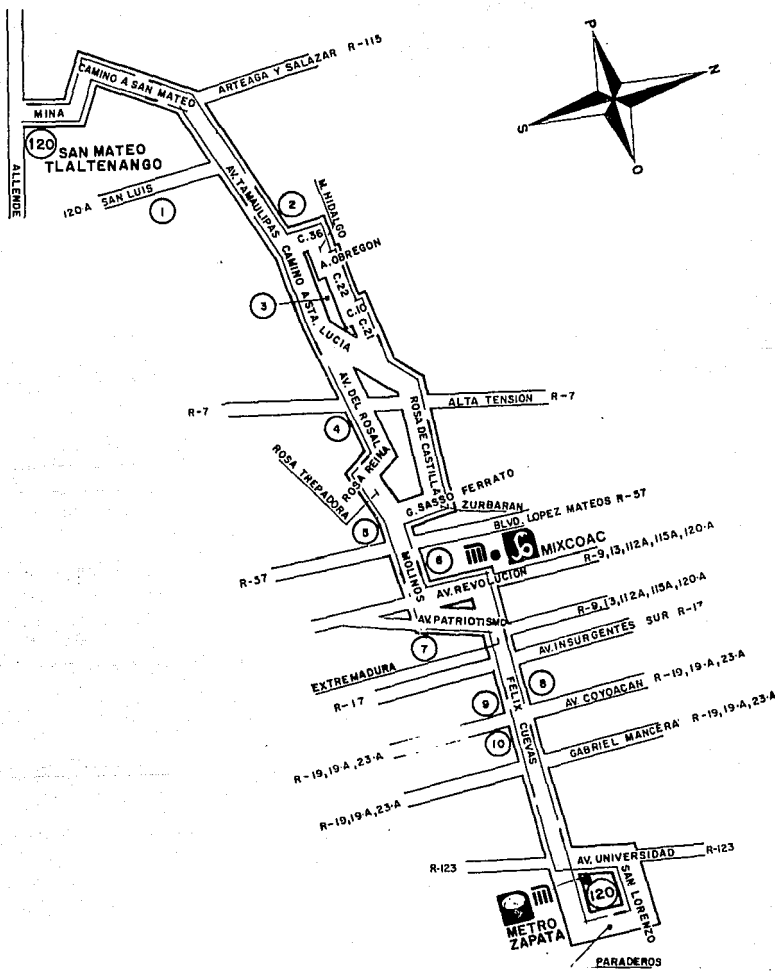 P
N
S
O
ARTEAGA Y SALAZAR R-115
CAMINO A SAN MATEO
MINA
120
SAN MATEO
TLALTENANGO
ALLENDE
120-A SAN LUIS
1
AV. TAMAULIPAS
2
M. HIDALGO
C.36
A. OBREGON
C.22
3
C.10
C.21
CAMINO A STA. LUCIA
AV. DEL ROSAL
R-7
ALTA TENSION R-7
4
ROSA DE CASTILLA
ROSA REINA
ROSA TREPADORA
G. SASSO FERRATO
ZURBARAN
BLVD. LOPEZ MATEOS R-57
5
6
MIXCOAC
R-57
MOLINOS
AV. REVOLUCION
R-9,13,112A,115A,120-A
AV. PATRIOTISMO
R-9,13,112A,115A,120-A
7
AV. INSURGENTES SUR R-17
EXTREMADURA
R-17
8
FELIX CUEVAS
9
AV. COYOACAN R-19,19-A,23-A
10
R-19,19-A,23-A
GABRIEL MANCERA R-19,19-A,23-A
R-19,19-A,23-A
R-123
AV. UNIVERSIDAD
R-123
120
SAN LORENZO
METRO
ZAPATA
PARADEROS